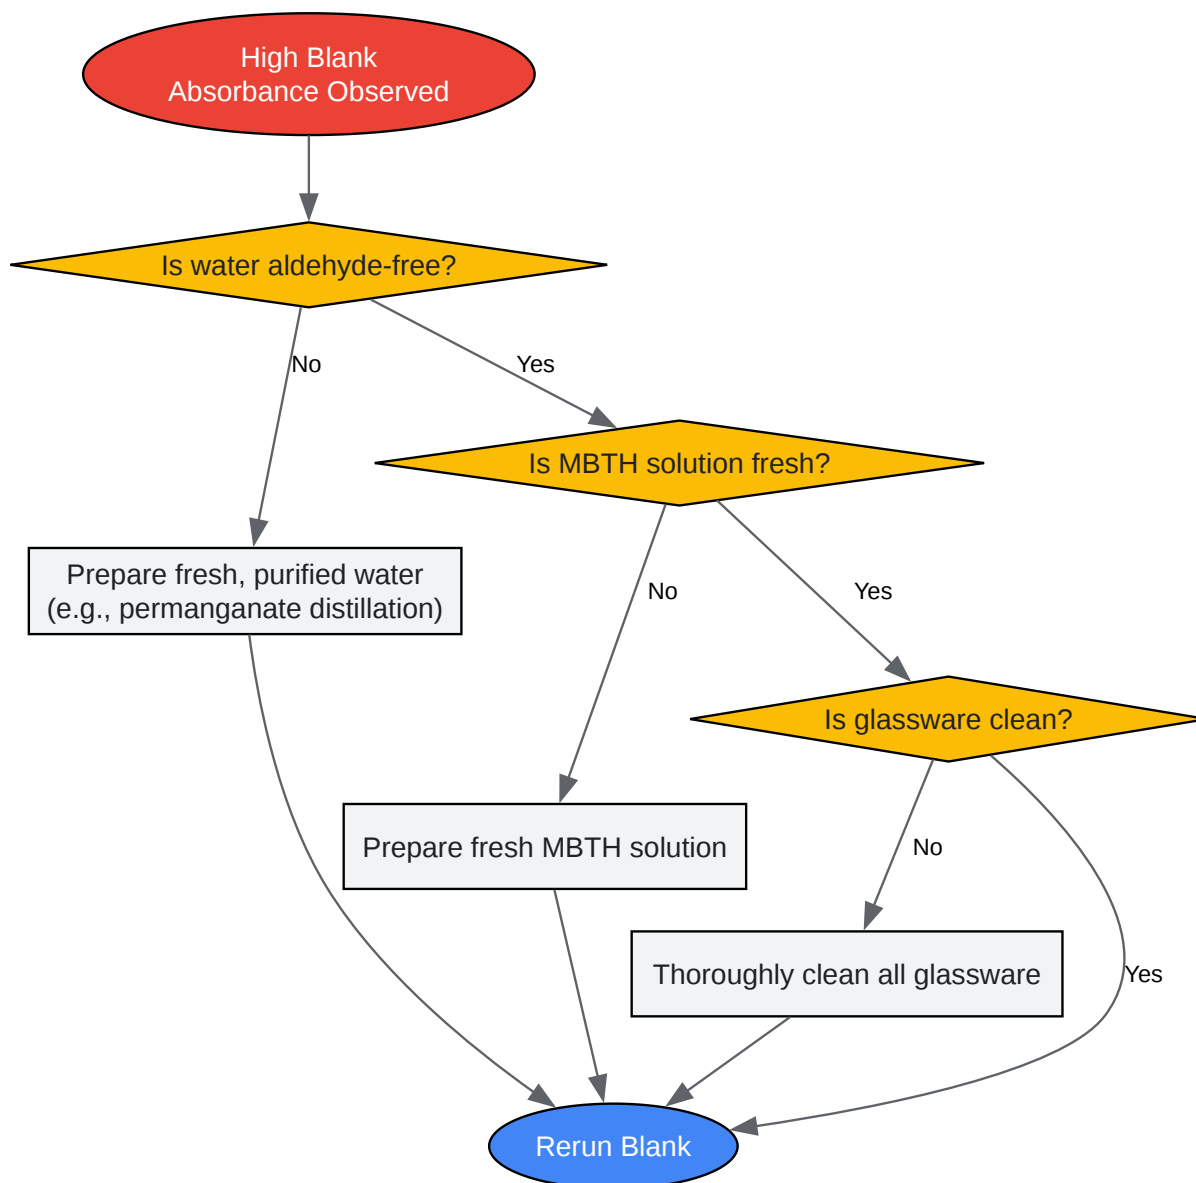 High Blank
Absorbance Observed
Is water aldehyde-free?
No
Yes
Is MBTH solution fresh?
Prepare fresh, purified water
(e.g., permanganate distillation)
No
Yes
Is glassware clean?
Prepare fresh MBTH solution
No
Thoroughly clean all glassware
Yes
Rerun Blank